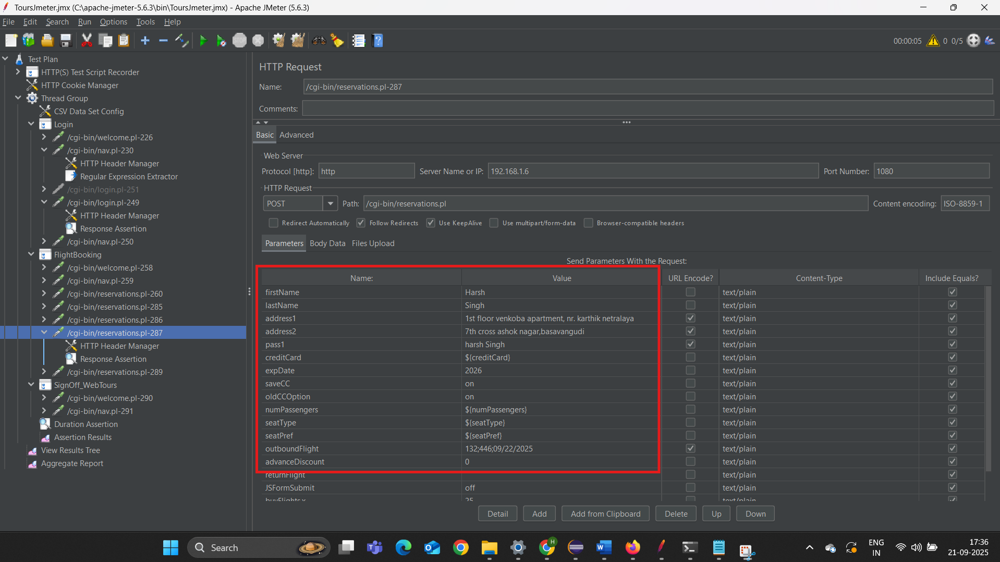 ToursJmeter.jmx (C:\apache-jmeter-5.6.3\bin\ToursJmeter.jmx) - Apache JMeter (5.6.3)
File Edit Search Run Options Tools Help
STOP 00:00:05 0 0/5
Test Plan
HTTP(S) Test Script Recorder
HTTP Cookie Manager
Thread Group
CSV Data Set Config
Login
/cgi-bin/welcome.pl-226
/cgi-bin/nav.pl-230
HTTP Header Manager
Regular Expression Extractor
/cgi-bin/login.pl-251
/cgi-bin/login.pl-249
HTTP Header Manager
Response Assertion
/cgi-bin/nav.pl-250
FlightBooking
/cgi-bin/welcome.pl-258
/cgi-bin/nav.pl-259
/cgi-bin/reservations.pl-260
/cgi-bin/reservations.pl-285
/cgi-bin/reservations.pl-286
/cgi-bin/reservations.pl-287
HTTP Header Manager
Response Assertion
/cgi-bin/reservations.pl-289
SignOff_WebTours
/cgi-bin/welcome.pl-290
/cgi-bin/nav.pl-291
Duration Assertion
Assertion Results
View Results Tree
Aggregate Report
HTTP Request
Name: /cgi-bin/reservations.pl-287
Comments:
Basic Advanced
Web Server
Protocol [http]: http Server Name or IP: 192.168.1.6 Port Number: 1080
HTTP Request
POST Path: /cgi-bin/reservations.pl Content encoding: ISO-8859-1
Redirect Automatically Follow Redirects Use KeepAlive Use multipart/form-data Browser-compatible headers
Parameters Body Data Files Upload
Send Parameters With the Request:
Name: Value URL Encode? Content-Type Include Equals?
firstName Harsh text/plain
lastName Singh text/plain
address1 1st floor venkoba apartment, nr. karthik netralaya text/plain
address2 7th cross ashok nagar,basavangudi text/plain
pass1 harsh Singh text/plain
creditCard ${creditCard} text/plain
expDate 2026 text/plain
saveCC on text/plain
oldCCOption on text/plain
numPassengers ${numPassengers} text/plain
seatType ${seatType} text/plain
seatPref ${seatPref} text/plain
outboundFlight 132;446;09/22/2025 text/plain
advanceDiscount 0 text/plain
returnFlight text/plain
JSFormSubmit off text/plain
buyFlights.x 25 text/plain
Detail Add Add from Clipboard Delete Up Down
Search
H
ENG
IN
17:36
21-09-2025